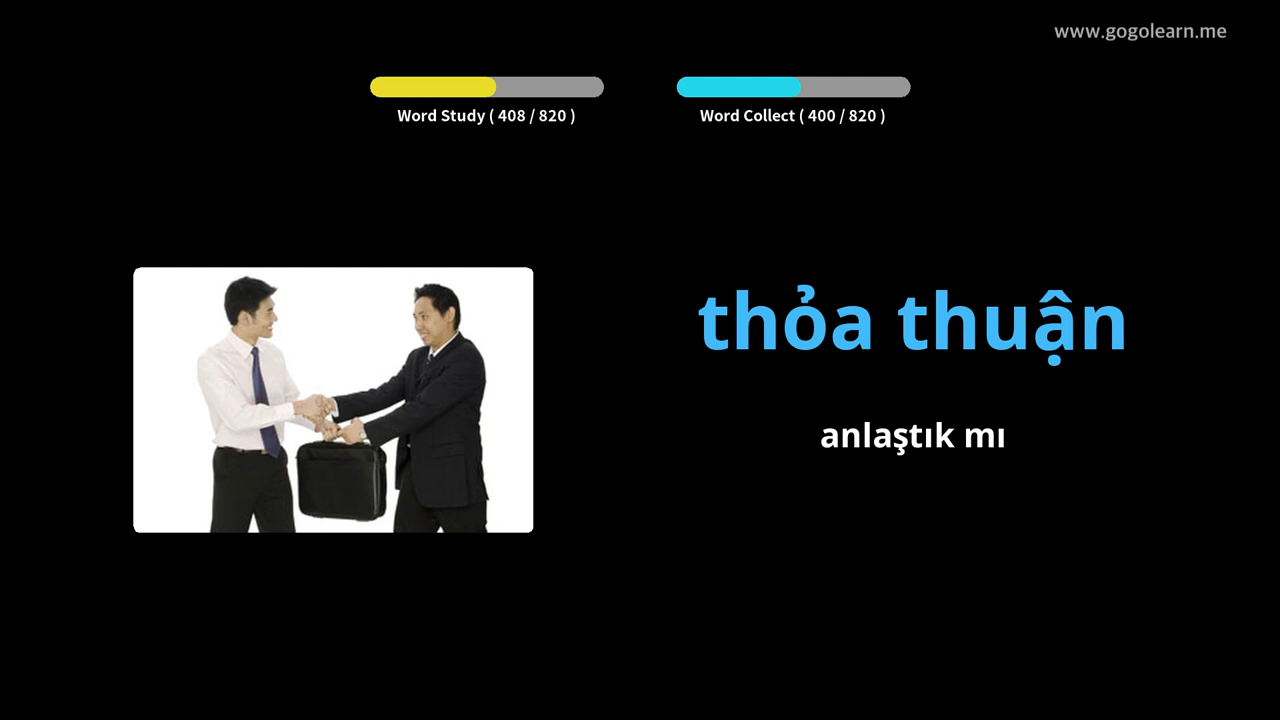 www.gogolearn.me
Word Study ( 408 / 820 )
Word Collect ( 400 / 820 )
thỏa thuận
anlaştık mı